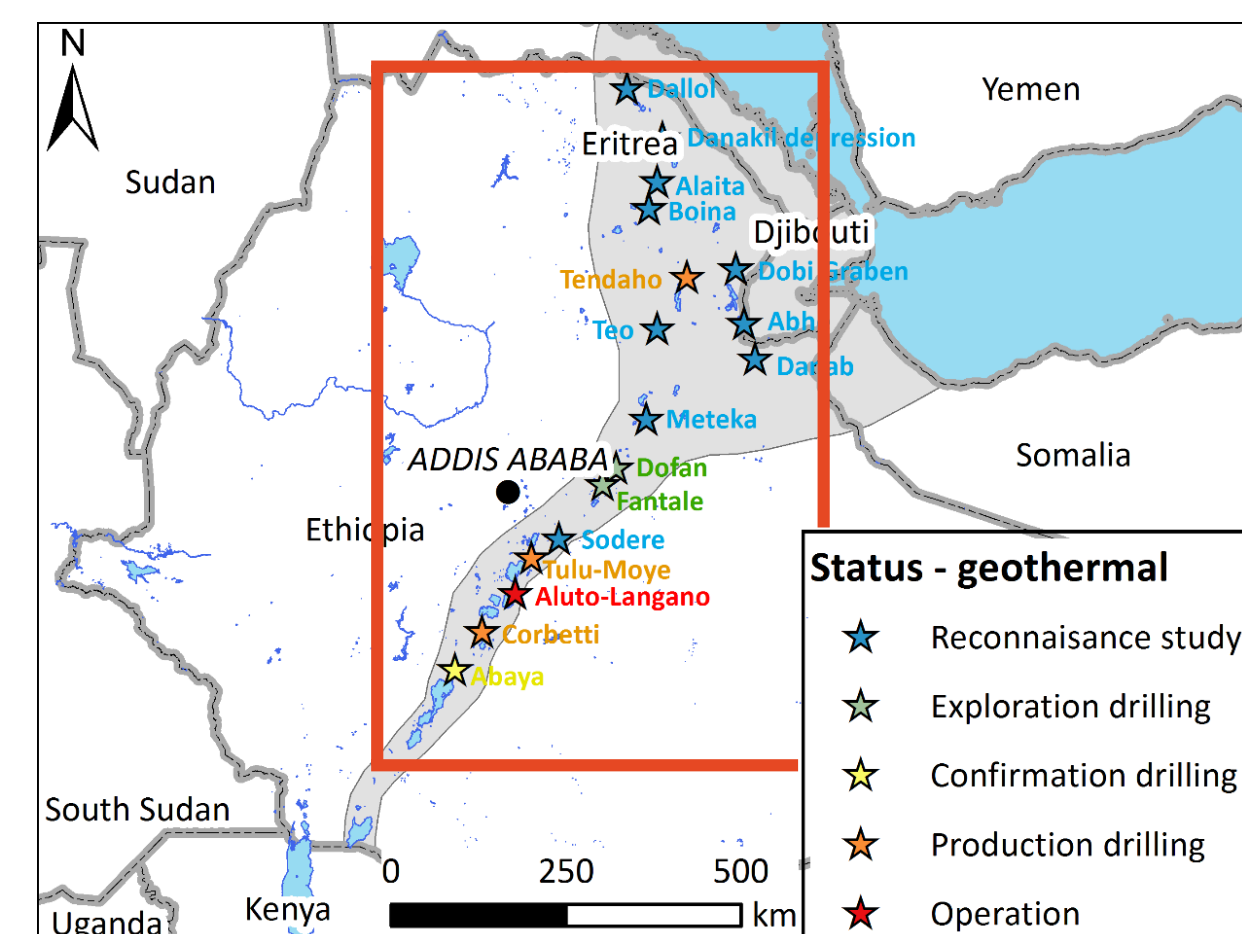 N
Dallol
Yemen
Eritrea
Danakil depression
Sudan
Alaita
Boina
Djibouti
Tendaho
Dobi Graben
Teo
Abh
Meteka
Somalia
ADDIS ABABA
Dofan
Fantale
Ethiopia
Sodere
Tulu-Moye
Aluto-Langano
Corbetti
Abaya
Status - geothermal
Reconnaisance study
Exploration drilling
Confirmation drilling
Production drilling
Operation
South Sudan
Uganda
Kenya
0 250 500
km